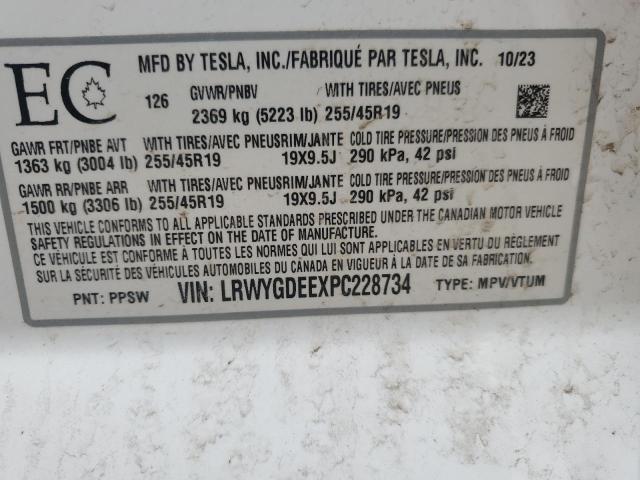 EC
MFD BY TESLA, INC./FABRIQUÉ PAR TESLA, INC. 10/23
126 GVWR/PNBV WITH TIRES/AVEC PNEUS
2369 kg (5223 lb) 255/45R19
GAWR FRT/PNBE AVT WITH TIRES/AVEC PNEUS RIM/JANTE COLD TIRE PRESSURE/PRESSION DES PNEUS À FROID
1363 kg (3004 lb) 255/45R19 19X9.5J 290 kPa, 42 psi
GAWR RR/PNBE ARR WITH TIRES/AVEC PNEUS RIM/JANTE COLD TIRE PRESSURE/PRESSION DES PNEUS À FROID
1500 kg (3306 lb) 255/45R19 19X9.5J 290 kPa, 42 psi
THIS VEHICLE CONFORMS TO ALL APPLICABLE STANDARDS PRESCRIBED UNDER THE CANADIAN MOTOR VEHICLE
SAFETY REGULATIONS IN EFFECT ON THE DATE OF MANUFACTURE.
CE VÉHICULE EST CONFORME À TOUTES LES NORMES QUI LUI SONT APPLICABLES EN VERTU DU RÈGLEMENT
SUR LA SÉCURITÉ DES VÉHICULES AUTOMOBILES DU CANADA EN VIGUEUR À LA DATE DE SA FABRICATION.
PNT: PPSW VIN: LRWYGDEEXPC228734 TYPE: MPV/VTUM